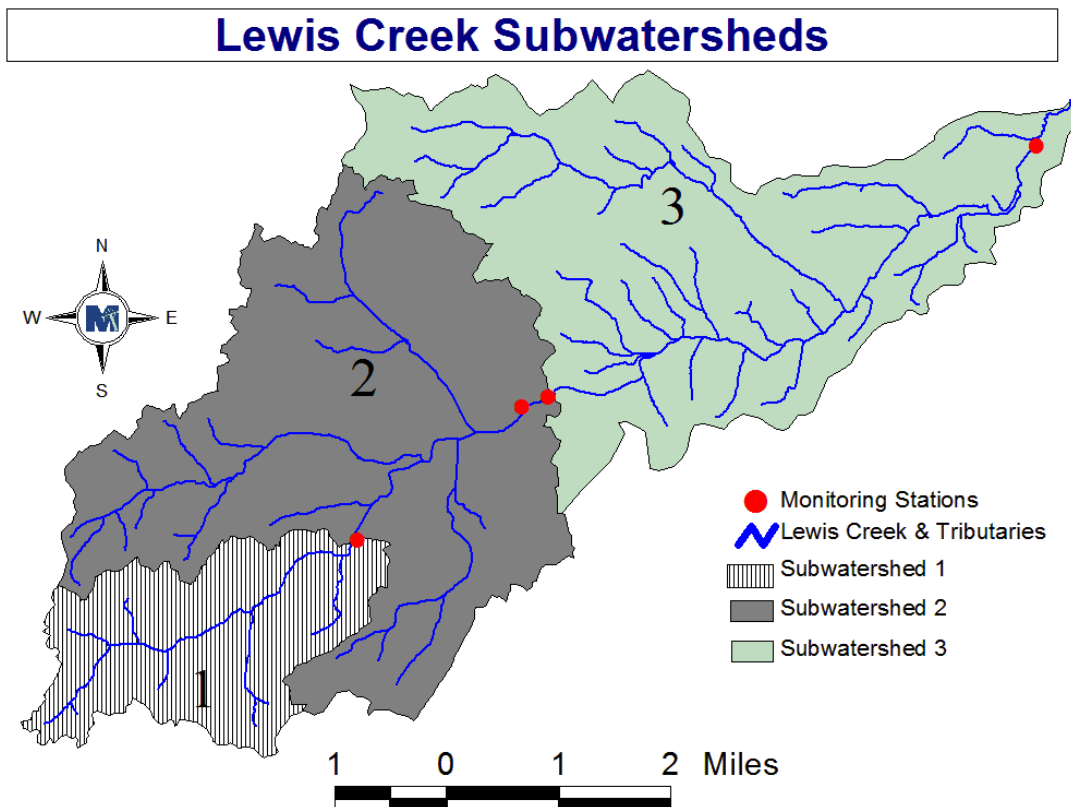 Lewis Creek Subwatersheds
3
N
W
M
E
S
2
Monitoring Stations
Lewis Creek & Tributaries
Subwatershed 1
Subwatershed 2
Subwatershed 3
1
1 0 1 2 Miles